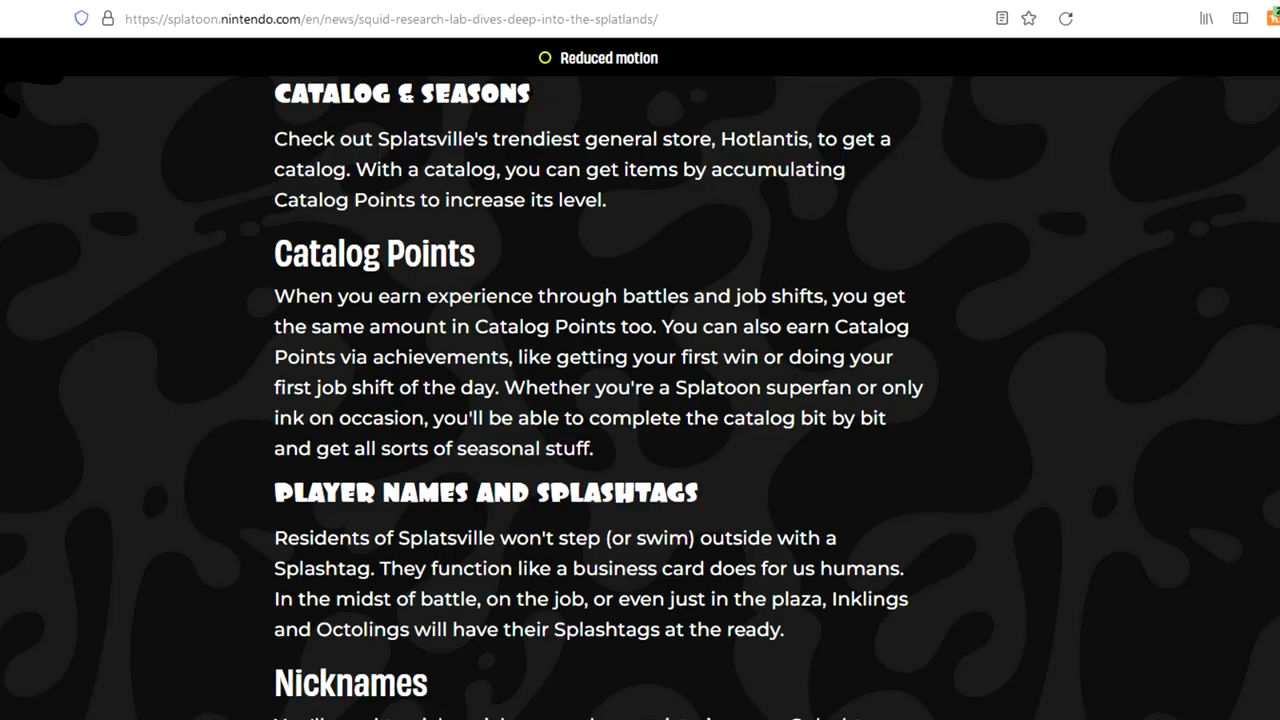 https://splatoon.nintendo.com/en/news/squid-research-lab-dives-deep-into-the-splatlands/
Reduced motion
CATALOG & SEASONS
Check out Splatsville's trendiest general store, Hotlantis, to get a
catalog. With a catalog, you can get items by accumulating
Catalog Points to increase its level.
Catalog Points
When you earn experience through battles and job shifts, you get
the same amount in Catalog Points too. You can also earn Catalog
Points via achievements, like getting your first win or doing your
first job shift of the day. Whether you're a Splatoon superfan or only
ink on occasion, you'll be able to complete the catalog bit by bit
and get all sorts of seasonal stuff.
PLAYER NAMES AND SPLASHTAGS
Residents of Splatsville won't step (or swim) outside with a
Splashtag. They function like a business card does for us humans.
In the midst of battle, on the job, or even just in the plaza, Inklings
and Octolings will have their Splashtags at the ready.
Nicknames